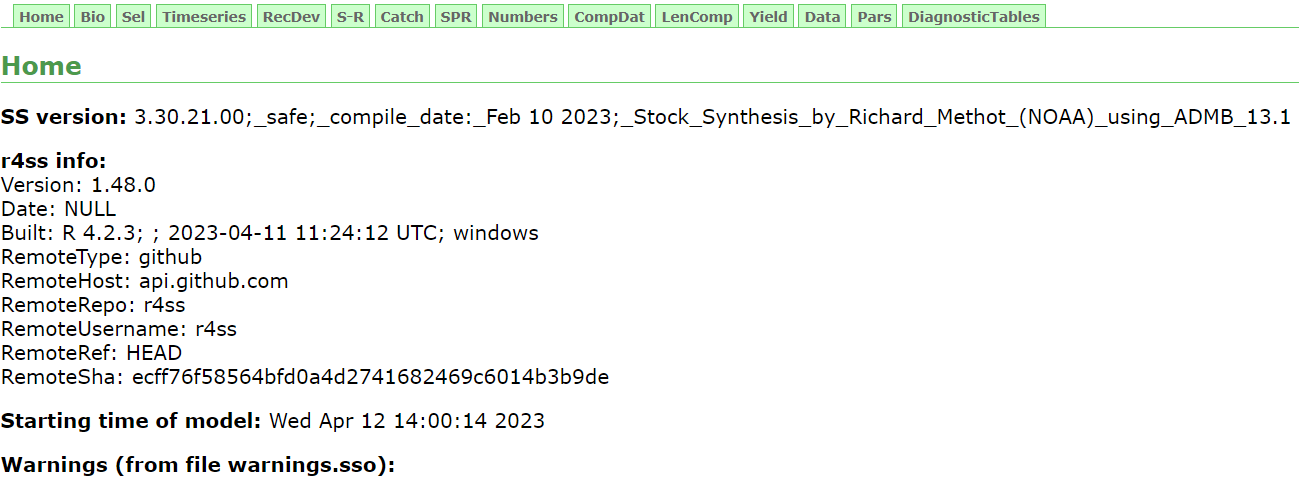 Home Bio Sel Timeseries RecDev S-R Catch SPR Numbers CompDat LenComp Yield Data Pars DiagnosticTables
Home
SS version: 3.30.21.00;_safe;_compile_date:_Feb 10 2023;_Stock_Synthesis_by_Richard_Methot_(NOAA)_using_ADMB_13.1
r4ss info:
Version: 1.48.0
Date: NULL
Built: R 4.2.3; ; 2023-04-11 11:24:12 UTC; windows
RemoteType: github
RemoteHost: api.github.com
RemoteRepo: r4ss
RemoteUsername: r4ss
RemoteRef: HEAD
RemoteSha: ecff76f58564bfd0a4d2741682469c6014b3b9de
Starting time of model: Wed Apr 12 14:00:14 2023
Warnings (from file warnings.sso):